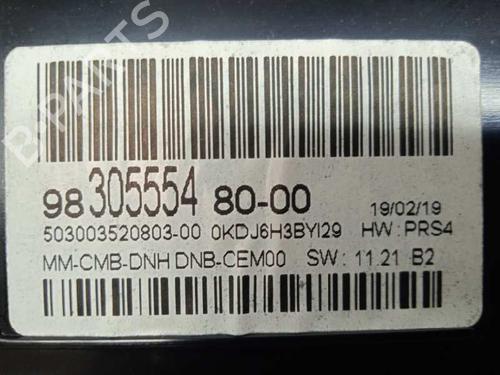 B-PARTS
98 305554 80-00
19/02/19
503003520803-00 0KDJ6H3BYI29 HW: PRS4
MM-CMB-DNH DNB-CEM00 SW: 11.21 B2